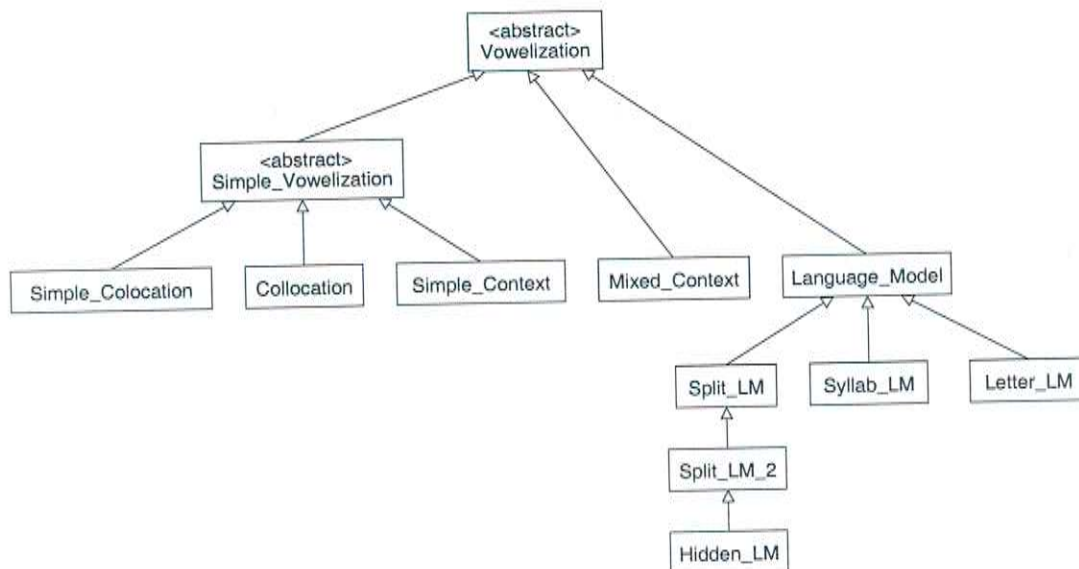 <abstract>
Vowelization
<abstract>
Simple_Vowelization
Simple_Colocation
Collocation
Simple_Context
Mixed_Context
Language_Model
Split_LM
Syllab_LM
Letter_LM
Split_LM_2
Hidden_LM